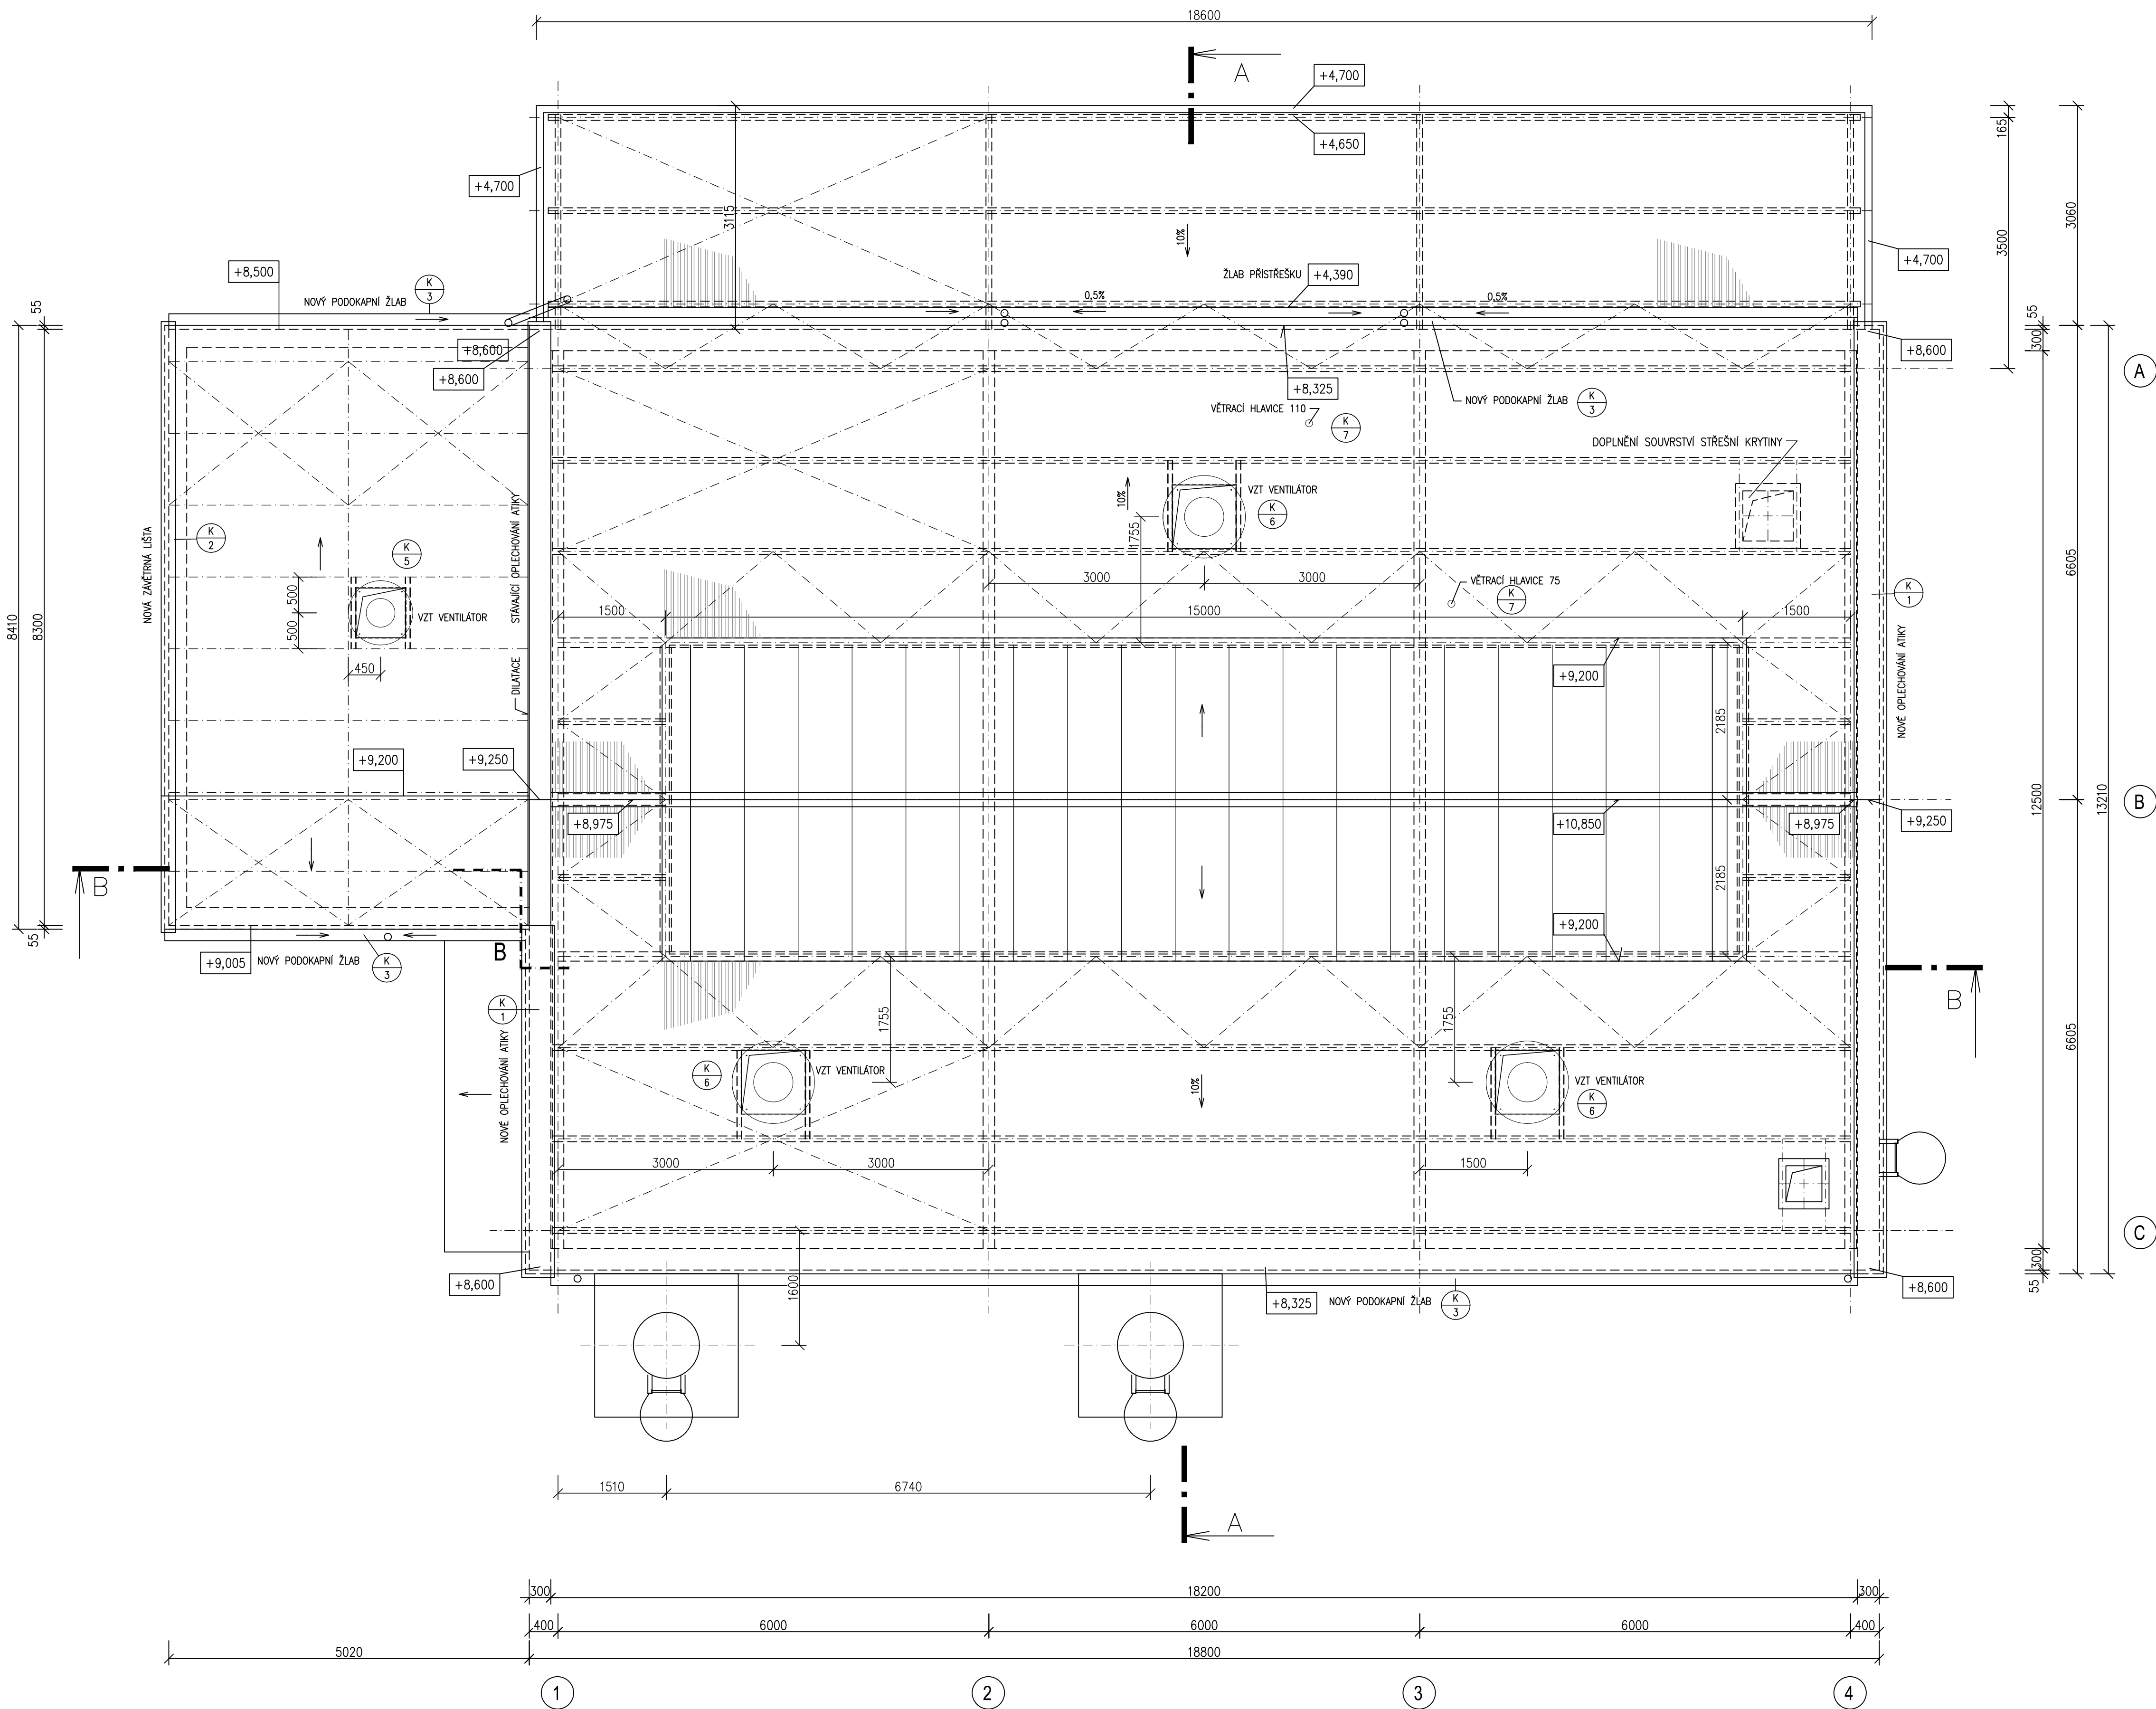 18600
A
+4,700
+4,650
+4,700
3115
165
3500
3060
10%
+4,700
ŽLAB PŘÍSTŘEŠKU
+4,390
+8,500
NOVÝ PODOKAPNÍ ŽLAB
K
3
0,5%
0,5%
55
55
300
+8,600
+8,600
+8,600
+8,325
A
NOVÝ PODOKAPNÍ ŽLAB
K
3
VĚTRACÍ HLAVICE 110
K
7
DOPLNĚNÍ SOUVRSTVÍ STŘEŠNÍ KRYTINY
10%
VZT VENTILÁTOR
K
6
1755
NOVÁ ZÁVĚTRNÁ LIŠTA
K
2
STÁVAJÍCÍ OPLECHOVÁNÍ ATIKY
K
5
6605
3000
3000
VĚTRACÍ HLAVICE 75
K
7
K
1
500
500
VZT VENTILÁTOR
1500
15000
1500
8410
8300
450
DILATACE
NOVÉ OPLECHOVÁNÍ ATIKY
+9,200
2185
+9,200
+9,250
12500
13210
B
+8,975
+10,850
+8,975
+9,250
B
2185
+9,200
55
+9,005
NOVÝ PODOKAPNÍ ŽLAB
K
3
B
B
K
1
1755
1755
NOVÉ OPLECHOVÁNÍ ATIKY
6605
K
6
VZT VENTILÁTOR
10%
VZT VENTILÁTOR
K
6
3000
3000
1500
C
300
55
+8,600
1600
+8,325
NOVÝ PODOKAPNÍ ŽLAB
K
3
+8,600
1510
6740
A
300
18200
300
400
6000
6000
6000
400
5020
18800
1
2
3
4